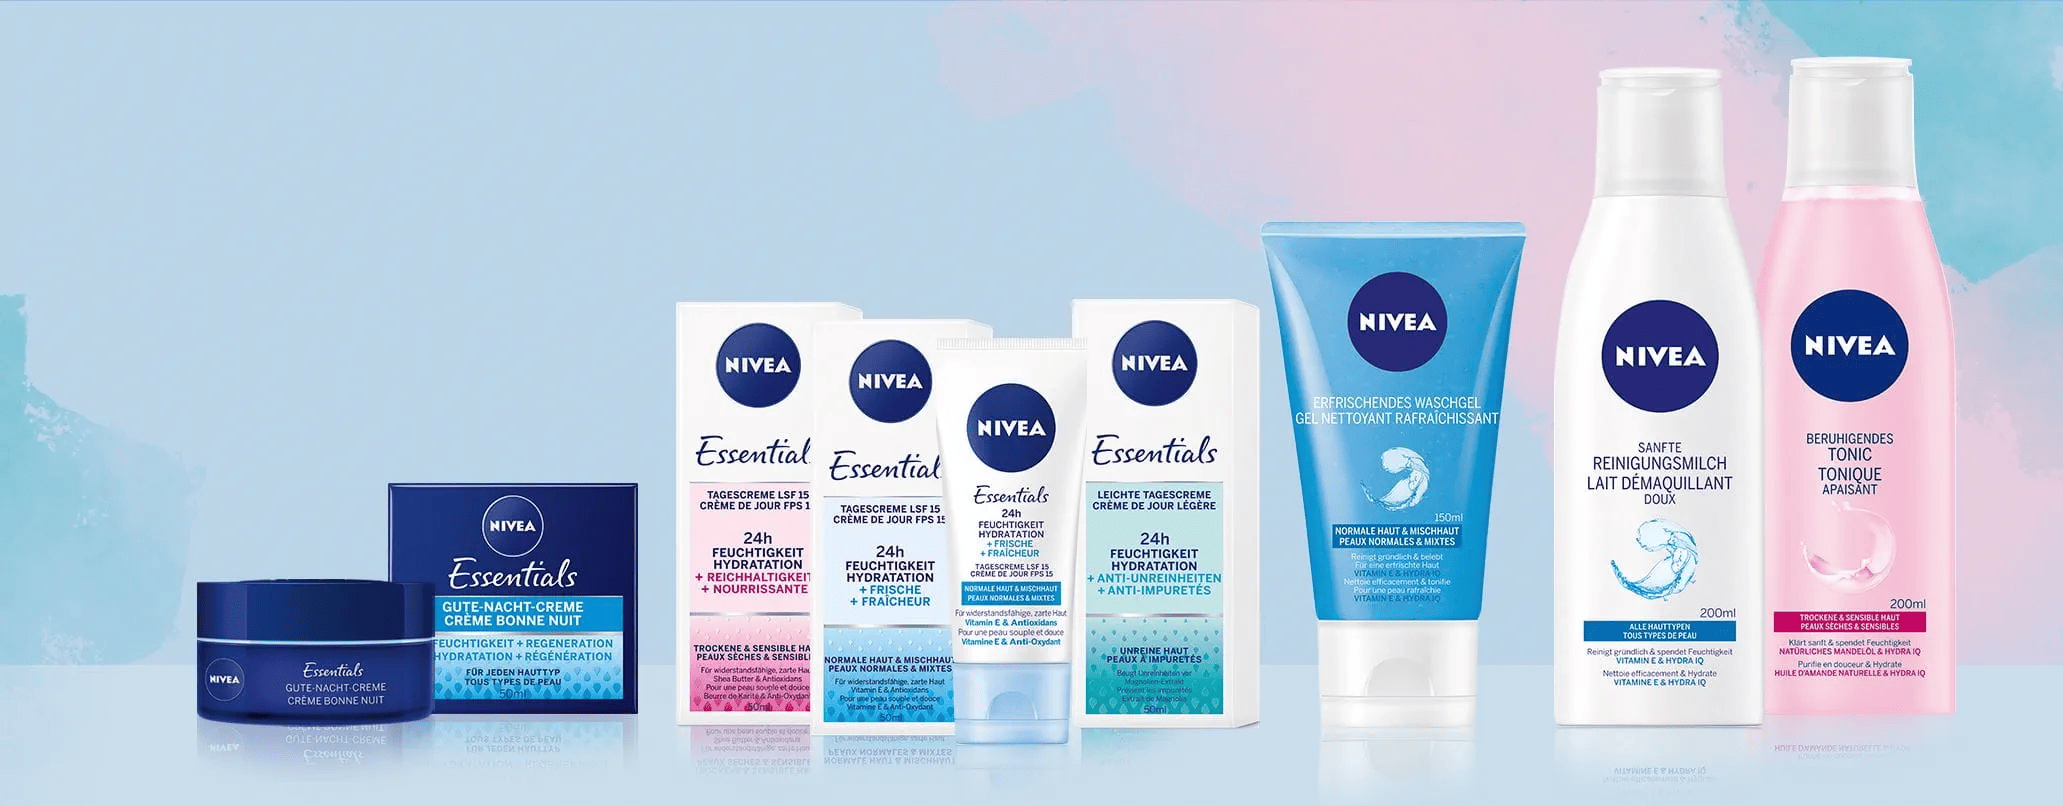 NIVEA
Essentials
GUTE-NACHT-CREME
CRÈME BONNE NUIT
NIVEA
Essentials
GUTE-NACHT-CREME
CRÈME BONNE NUIT
FEUCHTIGKEIT + REGENERATION
HYDRATATION + RÉGÉNÉRATION
FÜR JEDEN HAUTTYP
TOUS TYPES DE PEAU
50ml
NIVEA
Essential
TAGESCREME LSF 15
CRÈME DE JOUR FPS 1
24h
FEUCHTIGKEIT
HYDRATATION
+ REICHHALTIGKEIT
+ NOURRISSANTE
TROCKENE & SENSIBLE HA
PEAUX SÈCHES & SENSIBL
Für widerstandsfähige, zarte Hau
Shea Butter & Antioxidans
Pour une peau souple et douce
Beurre de Karité & Anti-Oxydan
50ml
NIVEA
Essential
TAGESCREME LSF 15
CRÈME DE JOUR FPS 15
24h
FEUCHTIGKEIT
HYDRATATION
+ FRISCHE
+ FRAÎCHEUR
NORMALE HAUT & MISCHHAUT
PEAUX NORMALES & MIXTES
Für widerstandsfähige, zarte Haut
Vitamin E & Antioxidans
Pour une peau souple et douce
Vitamine E & Anti-Oxydant
50ml
NIVEA
Essentials
24h
FEUCHTIGKEIT
HYDRATATION
+ FRISCHE
+ FRAÎCHEUR
TAGESCREME LSF 15
CRÈME DE JOUR FPS 15
NORMALE HAUT & MISCHHAUT
PEAUX NORMALES & MIXTES
Für widerstandsfähige, zarte Haut
Vitamin E & Antioxidans
Pour une peau souple et douce
Vitamine E & Anti-Oxydant
NIVEA
Essentials
LEICHTE TAGESCREME
CRÈME DE JOUR LÉGÈRE
24h
FEUCHTIGKEIT
HYDRATATION
+ ANTI-UNREINHEITEN
+ ANTI-IMPURETÉS
UNREINE HAUT
PEAUX À IMPURETÉS
Beugt Unreinheiten vor
Magnolien-Extrakt
Prévient les impuretés
Extrait de Magnolia
50ml
NIVEA
ERFRISCHENDES WASCHGEL
GEL NETTOYANT RAFRAÎCHISSANT
150ml
NORMALE HAUT & MISCHHAUT
PEAUX NORMALES & MIXTES
Reinigt gründlich & belebt
Für eine erfrischte Haut
VITAMIN E & HYDRA IQ
Nettoie efficacement & tonifie
Pour une peau rafraîchie
VITAMIN E & HYDRA IQ
NIVEA
SANFTE
REINIGUNGSMILCH
LAIT DÉMAQUILLANT
DOUX
200ml
ALLE HAUTTYPEN
TOUS TYPES DE PEAU
Reinigt gründlich & spendet Feuchtigkeit
VITAMIN E & HYDRA IQ
Nettoie efficacement & Hydrate
VITAMINE E & HYDRA IQ
NIVEA
BERUHIGENDES
TONIC
TONIQUE
APAISANT
200ml
TROCKENE & SENSIBLE HAUT
PEAUX SÈCHES & SENSIBLES
Klärt sanft & spendet Feuchtigkeit
NATÜRLICHES MANDELÖL & HYDRA IQ
Purifie en douceur & Hydrate
HUILE D'AMANDE NATURELLE & HYDRA IQ